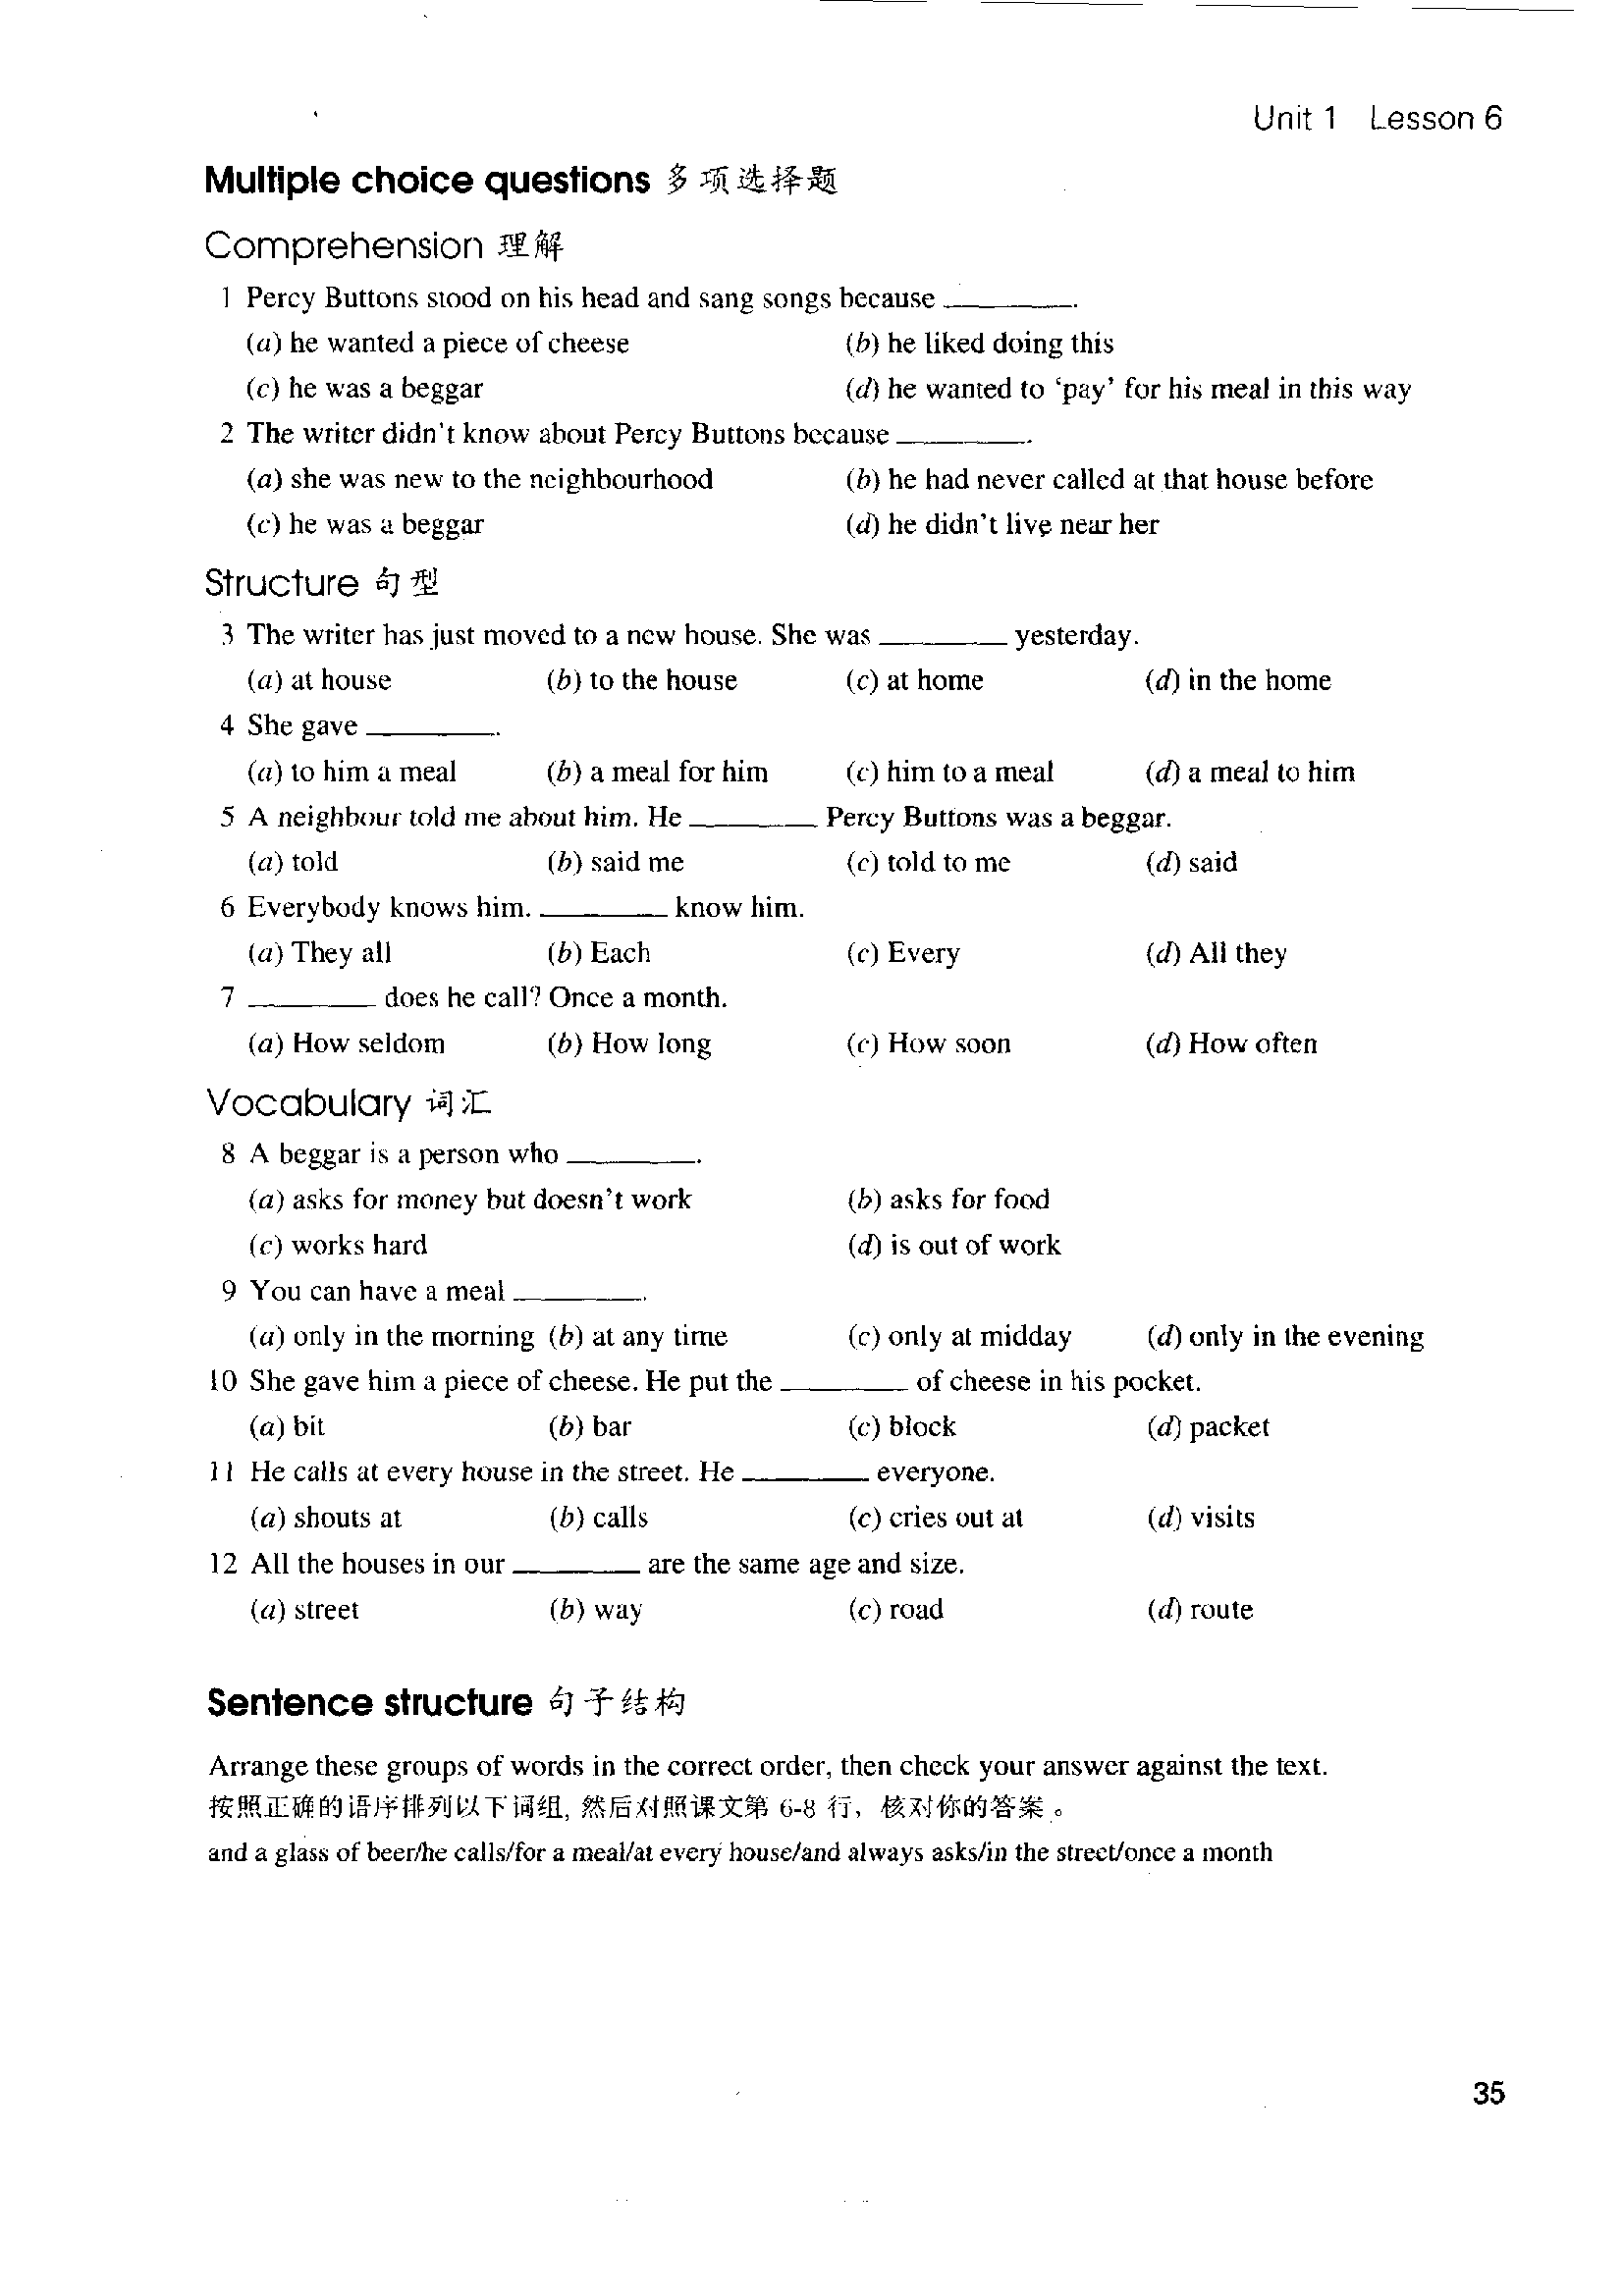 Unit 1 Lesson 6
Multiple choice questions 多项选择题
Comprehension 理解
1 Percy Buttons stood on his head and sang songs because ________.
(a) he wanted a piece of cheese (b) he liked doing this
(c) he was a beggar (d) he wanted to ‘pay’ for his meal in this way
2 The writer didn’t know about Percy Buttons because ________.
(a) she was new to the neighbourhood (b) he had never called at that house before
(c) he was a beggar (d) he didn’t live near her
Structure 句型
3 The writer has just moved to a new house. She was ________ yesterday.
(a) at house (b) to the house (c) at home (d) in the home
4 She gave ________.
(a) to him a meal (b) a meal for him (c) him to a meal (d) a meal to him
5 A neighbour told me about him. He ________ Percy Buttons was a beggar.
(a) told (b) said me (c) told to me (d) said
6 Everybody knows him. ________ know him.
(a) They all (b) Each (c) Every (d) All they
7 ________ does he call? Once a month.
(a) How seldom (b) How long (c) How soon (d) How often
Vocabulary 词汇
8 A beggar is a person who ________.
(a) asks for money but doesn’t work (b) asks for food
(c) works hard (d) is out of work
9 You can have a meal ________.
(a) only in the morning (b) at any time (c) only at midday (d) only in the evening
10 She gave him a piece of cheese. He put the ________ of cheese in his pocket.
(a) bit (b) bar (c) block (d) packet
11 He calls at every house in the street. He ________ everyone.
(a) shouts at (b) calls (c) cries out at (d) visits
12 All the houses in our ________ are the same age and size.
(a) street (b) way (c) road (d) route
Sentence structure 句子结构
Arrange these groups of words in the correct order, then check your answer against the text.
按照正确的语序排列以下词组, 然后对照课文第 6-8 行, 核对你的答案。
and a glass of beer/he calls/for a meal/at every house/and always asks/in the street/once a month
35